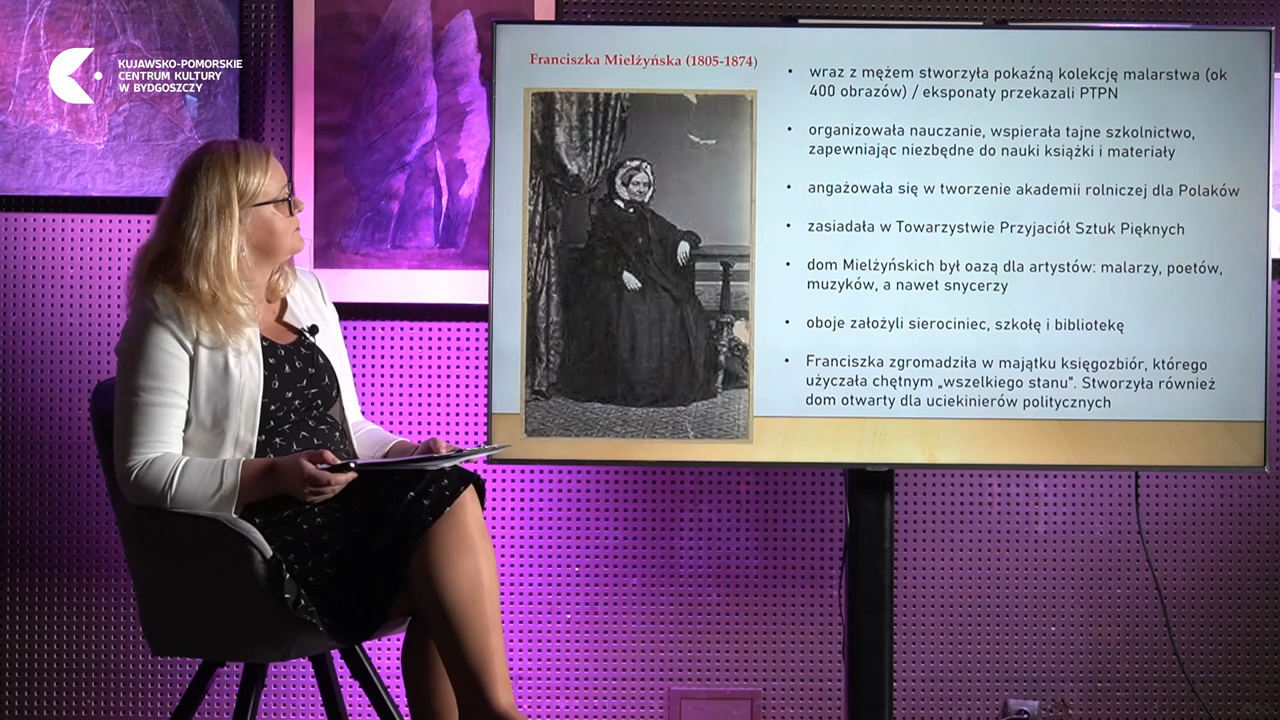 KUJAWSKO-POMORSKIE
CENTRUM KULTURY
W BYDGOSZCZY
Franciszka Mielżyńska (1805-1874)
• wraz z mężem stworzyła pokaźną kolekcję malarstwa (ok
400 obrazów) / eksponaty przekazali PTPN
• organizowała nauczanie, wspierała tajne szkolnictwo,
zapewniając niezbędne do nauki książki i materiały
• angażowała się w tworzenie akademii rolniczej dla Polaków
• zasiadała w Towarzystwie Przyjaciół Sztuk Pięknych
• dom Mielżyńskich był oazą dla artystów: malarzy, poetów,
muzyków, a nawet snycerzy
• oboje założyli sierociniec, szkołę i bibliotekę
• Franciszka zgromadziła w majątku księgozbiór, którego
użyczała chętnym „wszelkiego stanu”. Stworzyła również
dom otwarty dla uciekinierów politycznych